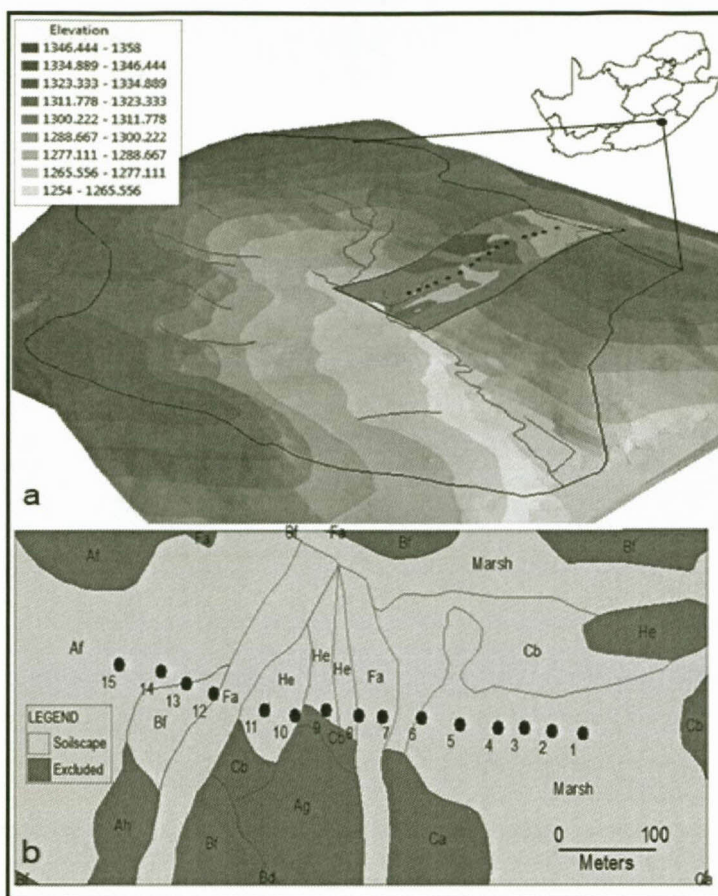 Elevation
1346.444 - 1358
1334.889 - 1346.444
1323.333 - 1334.889
1311.778 - 1323.333
1300.222 - 1311.778
1288.667 - 1300.222
1277.111 - 1288.667
1265.556 - 1277.111
1254 - 1265.556
a
Af
Fa
Bf
Fa
Bf
Marsh
Bf
Af
He
He
He
Fa
Cb
He
15
14
13
12
Fa
11
10
9
8
7
6
5
4
3
2
1
Bf
Cb
Cb
Cb
LEGEND
Soilscape
Excluded
Ah
Bf
Ag
Ca
Marsh
0 100
Meters
b
Bf
Bd
Ca